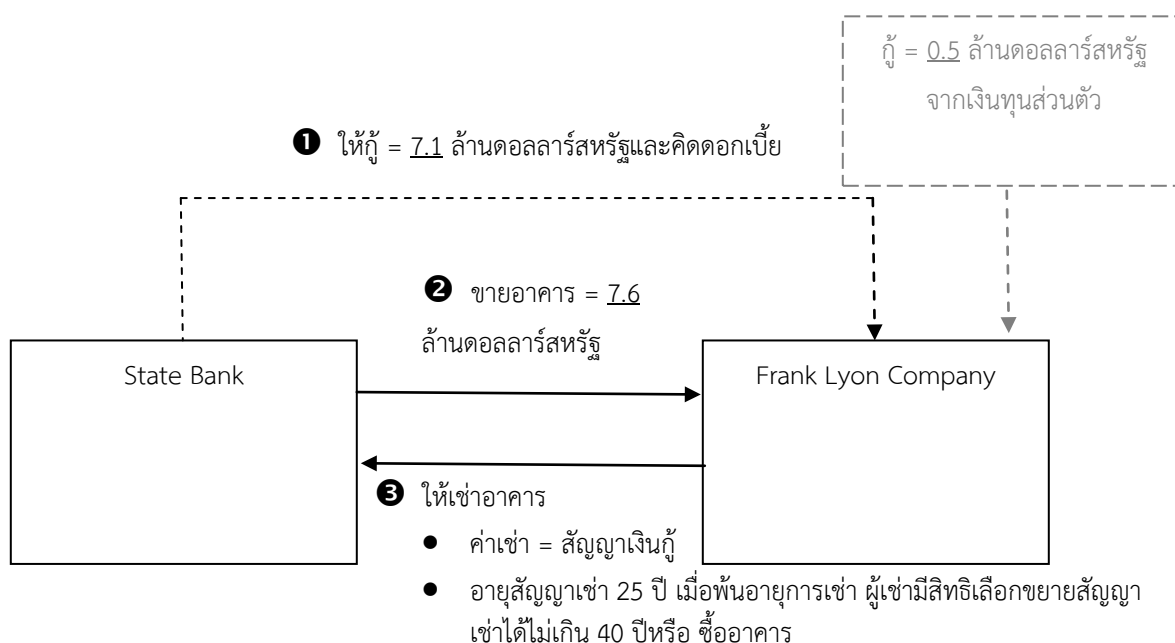 กู้ = 0.5 ล้านดอลลาร์สหรัฐ
จากเงินทุนส่วนตัว
❶ ให้กู้ = 7.1 ล้านดอลลาร์สหรัฐและคิดดอกเบี้ย
❷ ขายอาคาร = 7.6
ล้านดอลลาร์สหรัฐ
State Bank
Frank Lyon Company
❸ ให้เช่าอาคาร
● ค่าเช่า = สัญญาเงินกู้
● อายุสัญญาเช่า 25 ปี เมื่อพ้นอายุการเช่า ผู้เช่ามีสิทธิเลือกขยายสัญญา
เช่าได้ไม่เกิน 40 ปีหรือ ซื้ออาคาร